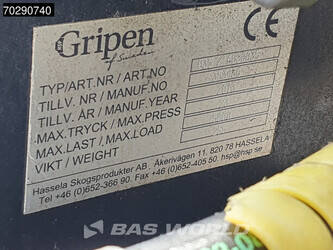 70290740
Gripen
of Sweden
CE
TYP/ART.NR / ART.NO
TILLV. NR / MANUF.NO
TILLV. ÅR / MANUF.YEAR
MAX.TRYCK / MAX.PRESS
MAX.LAST / MAX.LOAD
VIKT / WEIGHT
Hassela Skogsprodukter AB, Åkerivägen 11, 820 78 HASSELA
Tel +46 (0)652-366 90. Fax +46 (0)652-405 50. hsp@hsp.se
BAS WORLD